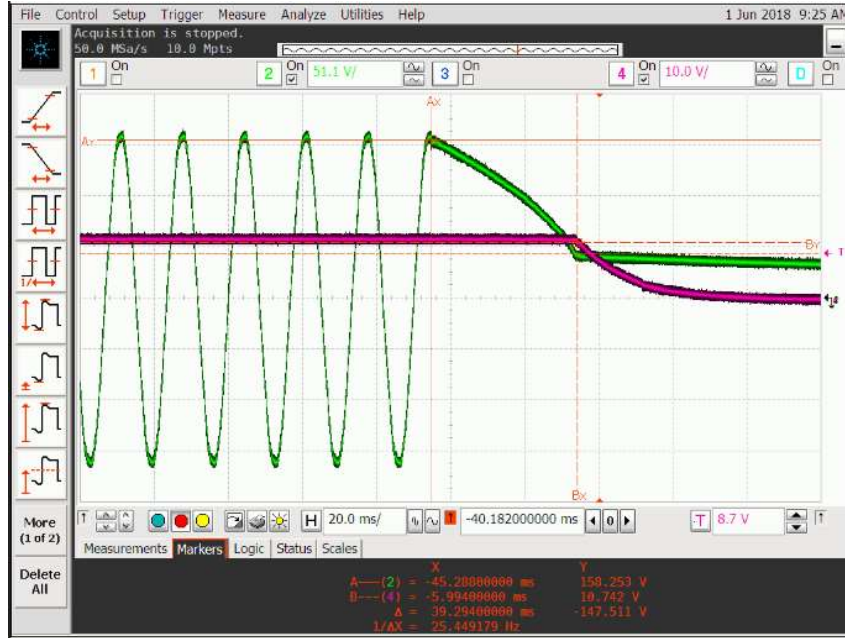 File Control Setup Trigger Measure Analyze Utilities Help 1 Jun 2018 9:25 AM
Acquisition is stopped.
50.0 MSa/s 10.0 Mpts
1 On 2 On 51.1 V/ 3 On 4 On 10.0 V/ D On
Ax
Ay
By
T
Bx
More
(1 of 2)
Delete
All
H 20.0 ms/ -40.182000000 ms 0 T 8.7 V
Measurements Markers Logic Status Scales
X Y
A---(2) = -45.28800000 ms 158.253 V
B---(4) = -5.99400000 ms 10.742 V
Δ = 39.29400000 ms -147.511 V
1/ΔX = 25.449179 Hz